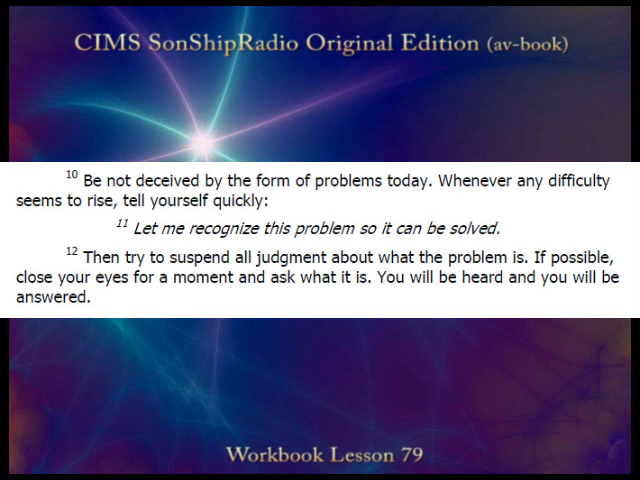 CIMS SonShipRadio Original Edition (av-book)
10 Be not deceived by the form of problems today. Whenever any difficulty
seems to rise, tell yourself quickly:
11 Let me recognize this problem so it can be solved.
12 Then try to suspend all judgment about what the problem is. If possible,
close your eyes for a moment and ask what it is. You will be heard and you will be
answered.
Workbook Lesson 79